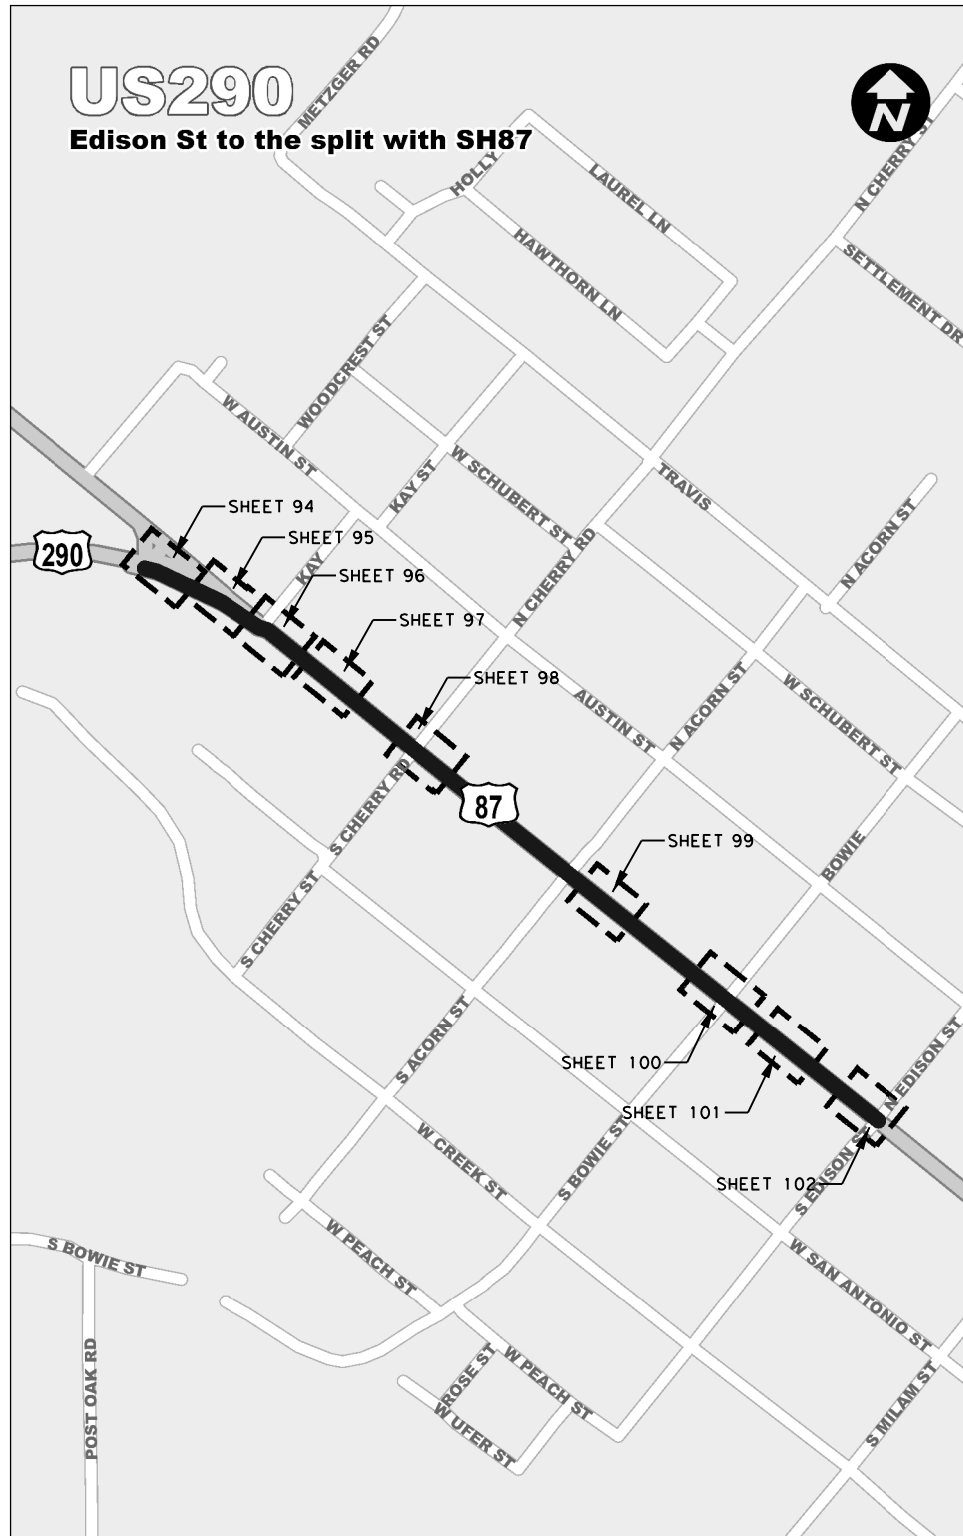 US290
Edison St to the split with SH87
N
METZGER RD
HOLLY
LAUREL LN
HAWTHORN LN
N CHERRY ST
SETTLEMENT DR
WOODCREST ST
W AUSTIN ST
KAY ST
W SCHUBERT ST
TRAVIS
N ACORN ST
SHEET 94
SHEET 95
290
KAY
SHEET 96
N CHERRY RD
SHEET 97
SHEET 98
AUSTIN ST
N ACORN ST
W SCHUBERT ST
S CHERRY RD
87
SHEET 99
BOWIE
S CHERRY ST
S ACORN ST
SHEET 100
N EDISON ST
SHEET 101
W CREEK ST
S BOWIE ST
SHEET 102
S EDISON ST
S BOWIE ST
W PEACH ST
W SAN ANTONIO ST
POST OAK RD
ROSE ST
W PEACH ST
W UFER ST
S MILAM ST